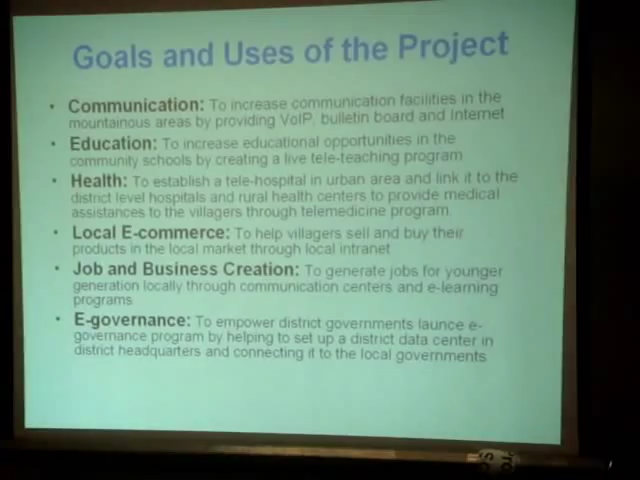 Goals and Uses of the Project
• Communication: To increase communication facilities in the
mountainous areas by providing VoIP, bulletin board and Internet
• Education: To increase educational opportunities in the
community schools by creating a live tele-teaching program
• Health: To establish a tele-hospital in urban area and link it to the
district level hospitals and rural health centers to provide medical
assistances to the villagers through telemedicine program
• Local E-commerce: To help villagers sell and buy their
products in the local market through local intranet
• Job and Business Creation: To generate jobs for younger
generation locally through communication centers and e-learning
programs
• E-governance: To empower district governments launce e-
governance program by helping to set up a district data center in
district headquarters and connecting it to the local governments